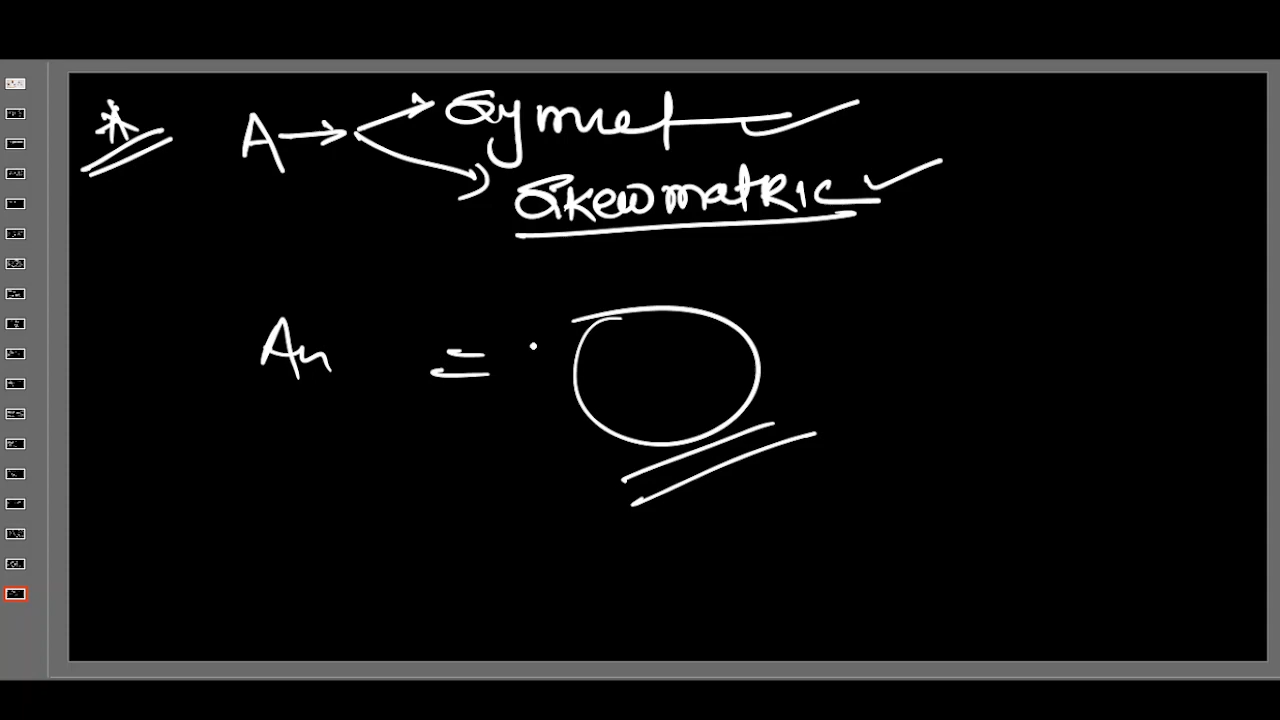 A → Symmet
Skewmatric
An =